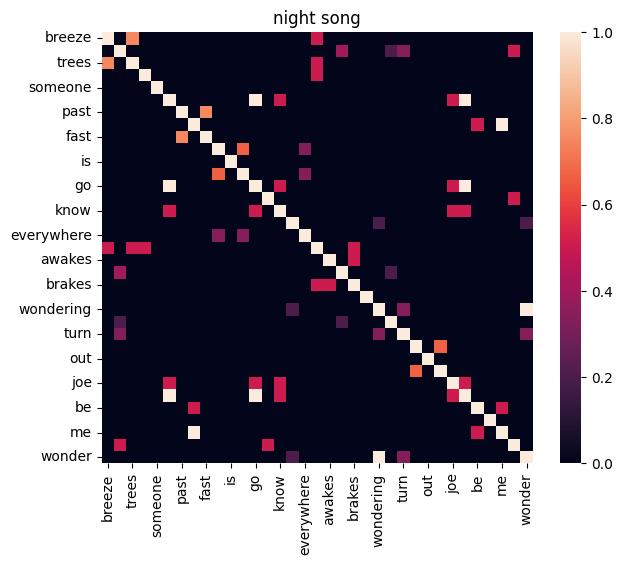 night song
breeze
trees
someone
past
fast
is
go
know
everywhere
awakes
brakes
wondering
turn
out
joe
be
me
wonder
breeze
trees
someone
past
fast
is
go
know
everywhere
awakes
brakes
wondering
turn
out
joe
be
me
wonder
1.0
0.8
0.6
0.4
0.2
0.0